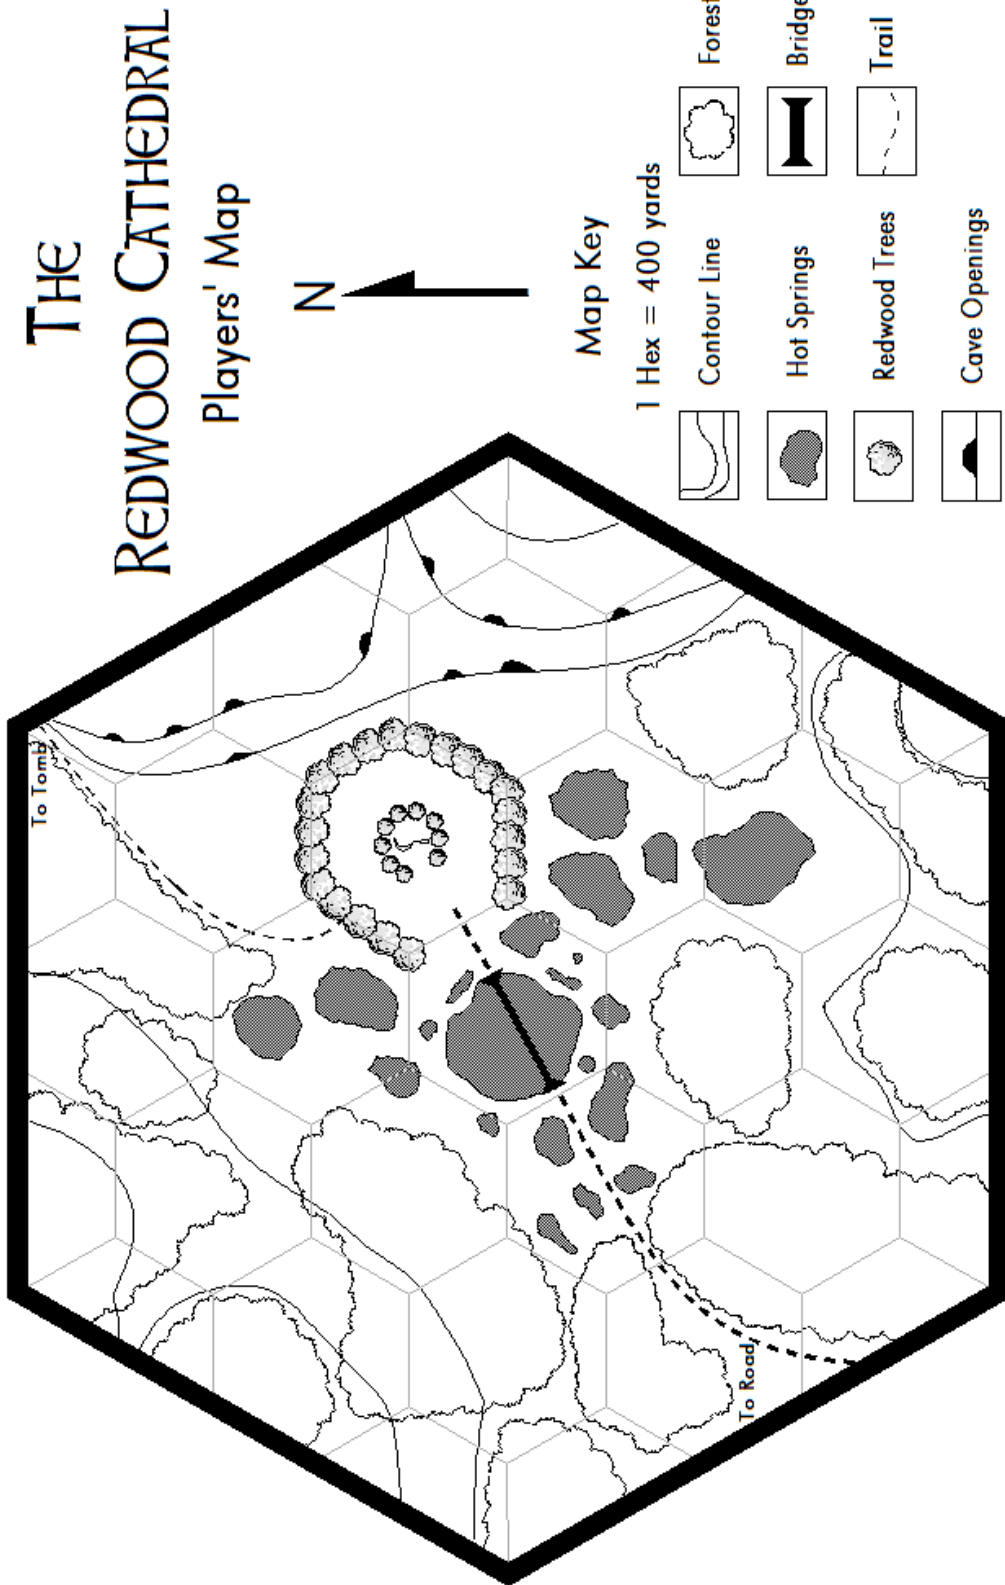 THE
REDWOOD CATHEDRAL
Players' Map
N
Map Key
1 Hex = 400 yards
Contour Line
Forest
Hot Springs
Bridge
Redwood Trees
Trail
Cave Openings
To Tomb
To Road